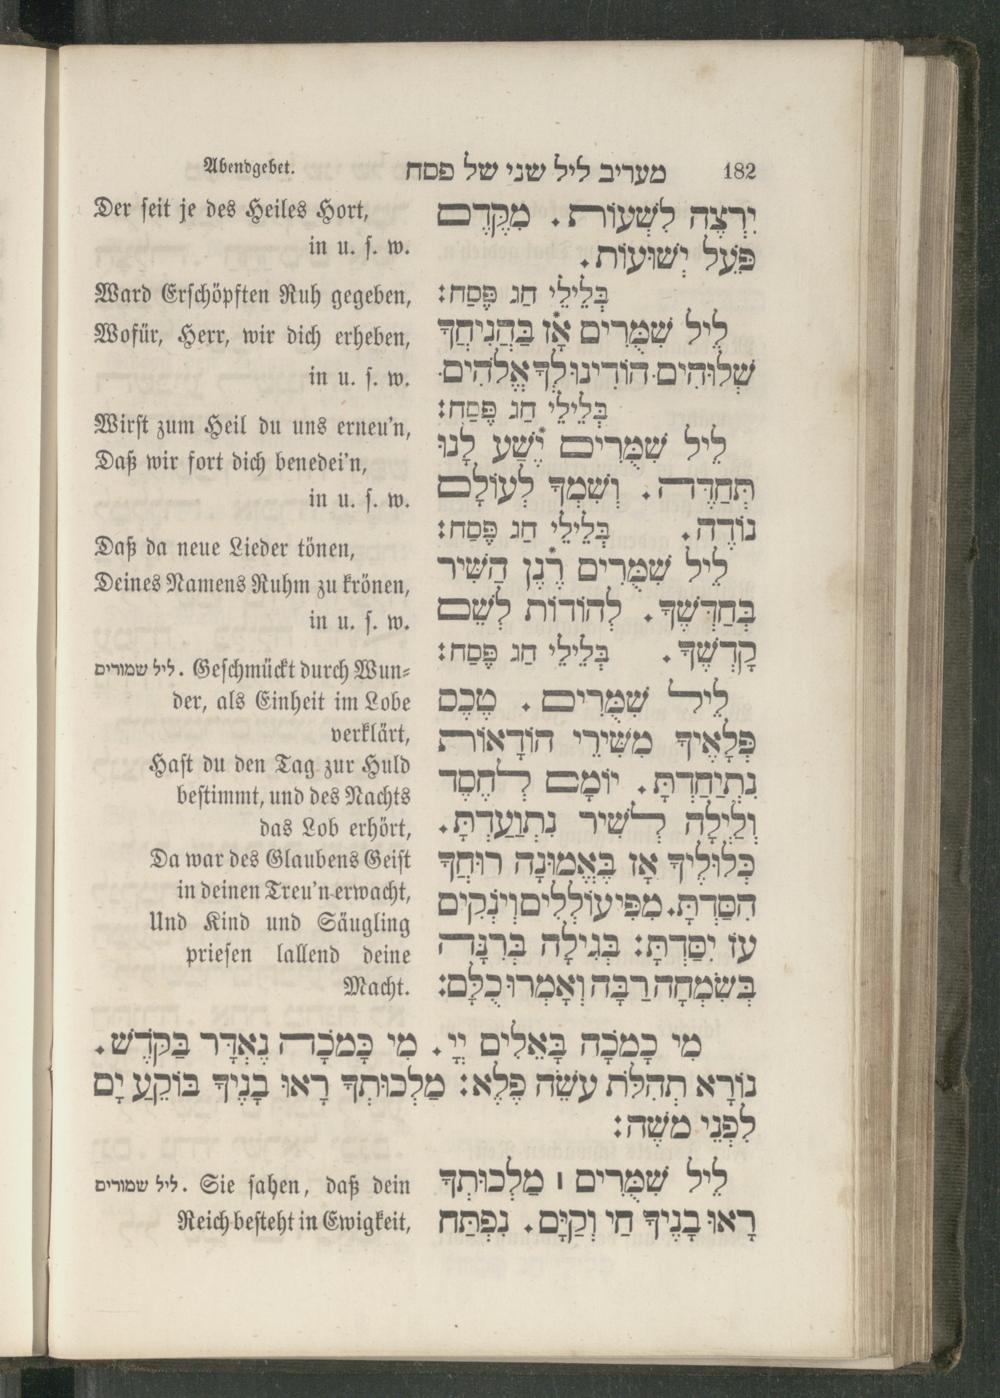 182 מעריב ליל שני של פסח Abendgebet.
יִרְצֶה לִשְׁעוֹת. מִקֶּדֶם
פֹּעֵל יְשׁוּעוֹת.
בְּלֵילֵי חַג פֶּסַח:
לֵיל שִׁמֻּרִים אָז בַּהֲנִיחֲךָ
שְׁלוּהִים הוֹדִינוּ לְךָ אֱלֹהִים.
בְּלֵילֵי חַג פֶּסַח:
לֵיל שִׁמֻּרִים יֶשַׁע לָנוּ
תְּחַדֶּה. וְשִׁמְךָ לְעוֹלָם
נוֹדֶה. בְּלֵילֵי חַג פֶּסַח:
לֵיל שִׁמֻּרִים רֶנֶן הַשִּׁיר
בְּחַדְּשֶׁךָ. לְהוֹדוֹת לְשֵׁם
קָדְשֶׁךָ. בְּלֵילֵי חַג פֶּסַח:
לֵיל שִׁמֻּרִים. טֶכֶס
פְּלָאֶיךָ מִשִּׁירֵי הוֹדָאוֹת
נִתְיַחַדְתָּ. יוֹמָם לְחֶסֶד
וְלַיְלָה לְשִׁיר נִתְוַעַדְתָּ.
כְּלוּלֶיךָ אָז בֶּאֱמוּנָה רוּחֲךָ
חִסַּדְתָּ. מִפִּי עוֹלְלִים וְיוֹנְקִים
עֹז יִסַּדְתָּ: בְּגִילָה בְּרִנָּה
בְּשִׂמְחָה רַבָּה וְאָמְרוּ כֻלָּם:
Der seit je des Heiles Hort,
in u. s. w.
Ward Erschöpften Ruh gegeben,
Wofür, Herr, wir dich erheben,
in u. s. w.
Wirst zum Heil du uns erneu'n,
Daß wir fort dich benedei'n,
in u. s. w.
Daß da neue Lieder tönen,
Deines Namens Ruhm zu krönen,
in u. s. w.
ליל שמורים. Geschmückt durch Wun-
der, als Einheit im Lobe
verklärt,
Hast du den Tag zur Huld
bestimmt, und des Nachts
das Lob erhört,
Da war des Glaubens Geist
in deinen Treu'n erwacht,
Und Kind und Säugling
priesen lallend deine
Macht.
מִי כָמֹכָה בָּאֵלִים יְיָ. מִי כָּמֹכָה נֶאְדָּר בַּקֹּדֶשׁ.
נוֹרָא תְהִלֹּת עֹשֵׂה פֶלֶא: מַלְכוּתְךָ רָאוּ בָנֶיךָ בּוֹקֵעַ יָם
לִפְנֵי מֹשֶׁה:
לֵיל שִׁמֻּרִים ׀ מַלְכוּתְךָ
רָאוּ בָנֶיךָ חַי וְקַיָּם. נִפְתַּח
ליל שמורים. Sie sahen, daß dein
Reich besteht in Ewigkeit,